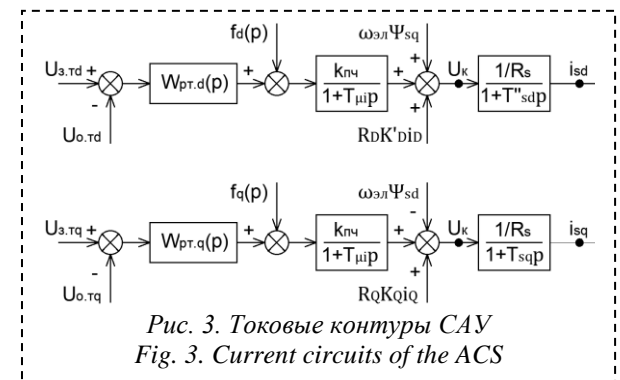 fd(p) ωэлΨsq
Uз.тd + - Wрт.d(p) + kпч + + Uк 1/Rs isd
1+Tμip + 1+T"sdp
Uо.тd RDK'DiD
fq(p) ωэлΨsd
Uз.тq + - Wрт.q(p) + kпч + - Uк 1/Rs isq
1+Tμip + 1+Tsqp
Uо.тq RQKQiQ
Рис. 3. Токовые контуры САУ
Fig. 3. Current circuits of the ACS